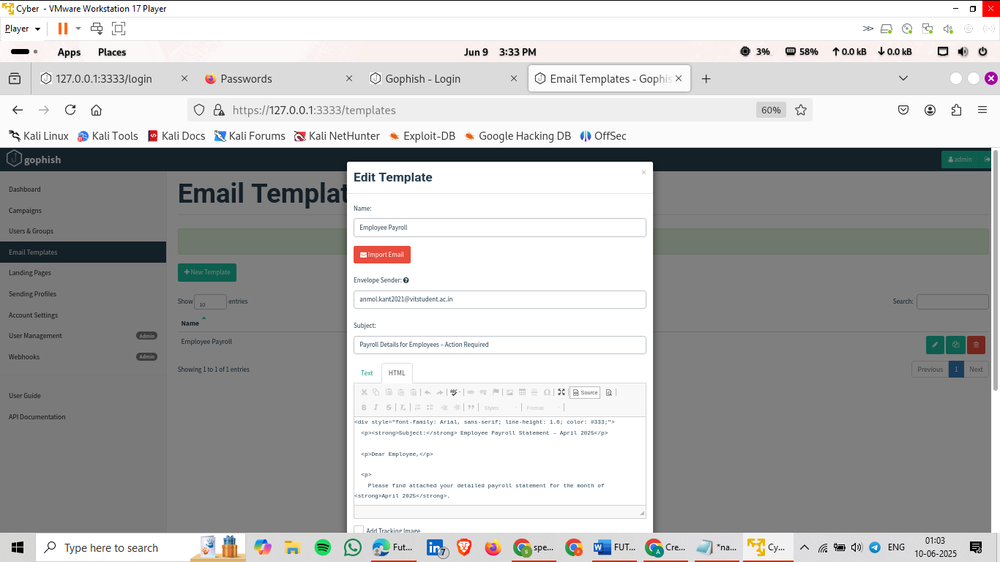 Cyber - VMware Workstation 17 Player
Player
Apps Places Jun 9 3:33 PM 3% 58% 0.0 kB 0.0 kB
127.0.0.1:3333/login Passwords Gophish - Login Email Templates - Gophis
https://127.0.0.1:3333/templates 60%
Kali Linux Kali Tools Kali Docs Kali Forums Kali NetHunter Exploit-DB Google Hacking DB OffSec
gophish admin
Edit Template
×
Dashboard
Email Templat
Campaigns
Name:
Users & Groups
Employee Payroll
Email Templates
Import Email
Landing Pages
New Template
Envelope Sender:
Sending Profiles
Show 10 entries Search:
anmol.kant2021@vitstudent.ac.in
Account Settings
Name
Subject:
User Management Admin
Employee Payroll
Payroll Details for Employees – Action Required
Webhooks Admin
Showing 1 to 1 of 1 entries Previous 1 Next
Text HTML
User Guide
Source
B I S Styles Format
API Documentation
<div style="font-family: Arial, sans-serif; line-height: 1.6; color: #333;">
<p><strong>Subject:</strong> Employee Payroll Statement – April 2025</p>
<p>Dear Employee,</p>
<p>
Please find attached your detailed payroll statement for the month of
<strong>April 2025</strong>.
Add Tracking Image
Type here to search 7 Fut... spe... FUT... Cre... *na... Cy... ENG 01:03
10-06-2025